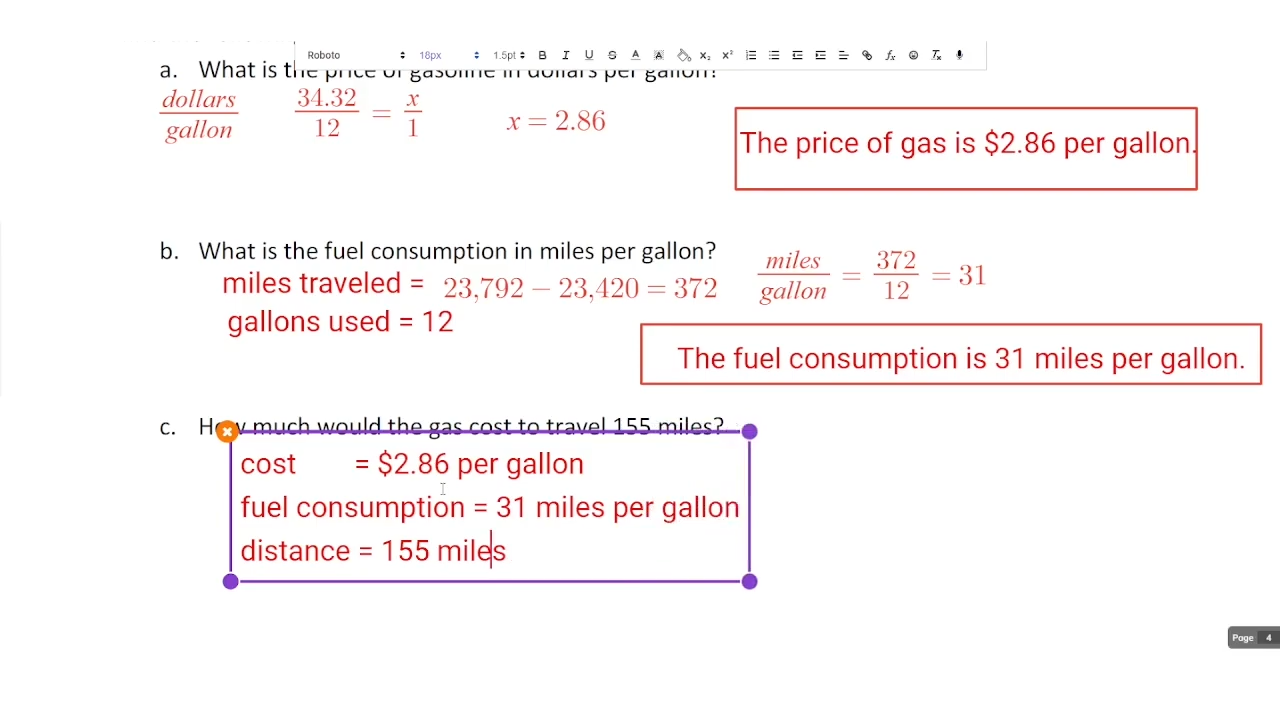 Roboto 18px 1.5pt B I U S A A X₂ X² fx Tx
a. What is the price of gasoline in dollars per gallon?
dollars/gallon 34.32/12 = x/1 x = 2.86
The price of gas is $2.86 per gallon.
b. What is the fuel consumption in miles per gallon?
miles traveled = 23,792 − 23,420 = 372 miles/gallon = 372/12 = 31
gallons used = 12
The fuel consumption is 31 miles per gallon.
c. How much would the gas cost to travel 155 miles?
cost = $2.86 per gallon
fuel consumption = 31 miles per gallon
distance = 155 miles
Page 4